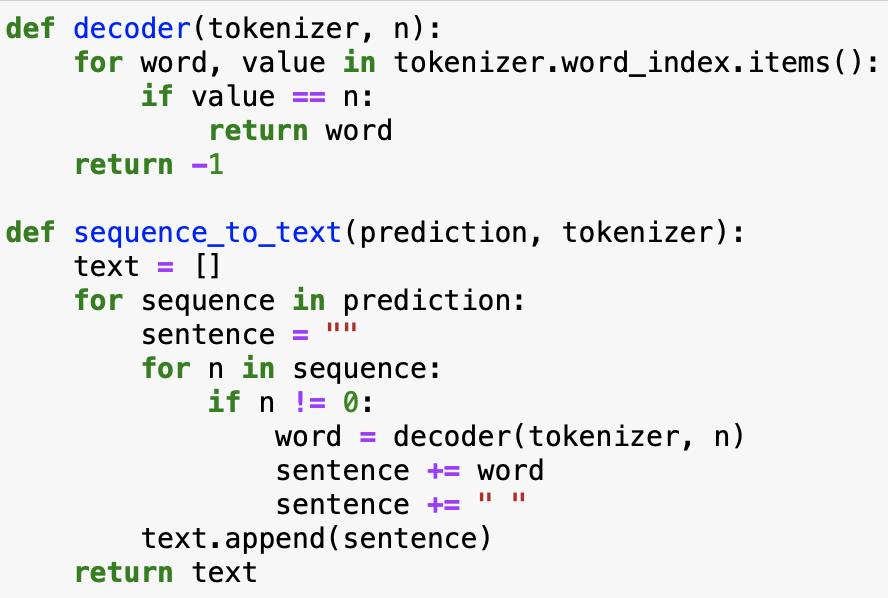 def decoder(tokenizer, n):
    for word, value in tokenizer.word_index.items():
        if value == n:
            return word
    return -1

def sequence_to_text(prediction, tokenizer):
    text = []
    for sequence in prediction:
        sentence = ""
        for n in sequence:
            if n != 0:
                word = decoder(tokenizer, n)
                sentence += word
                sentence += " "
        text.append(sentence)
    return text